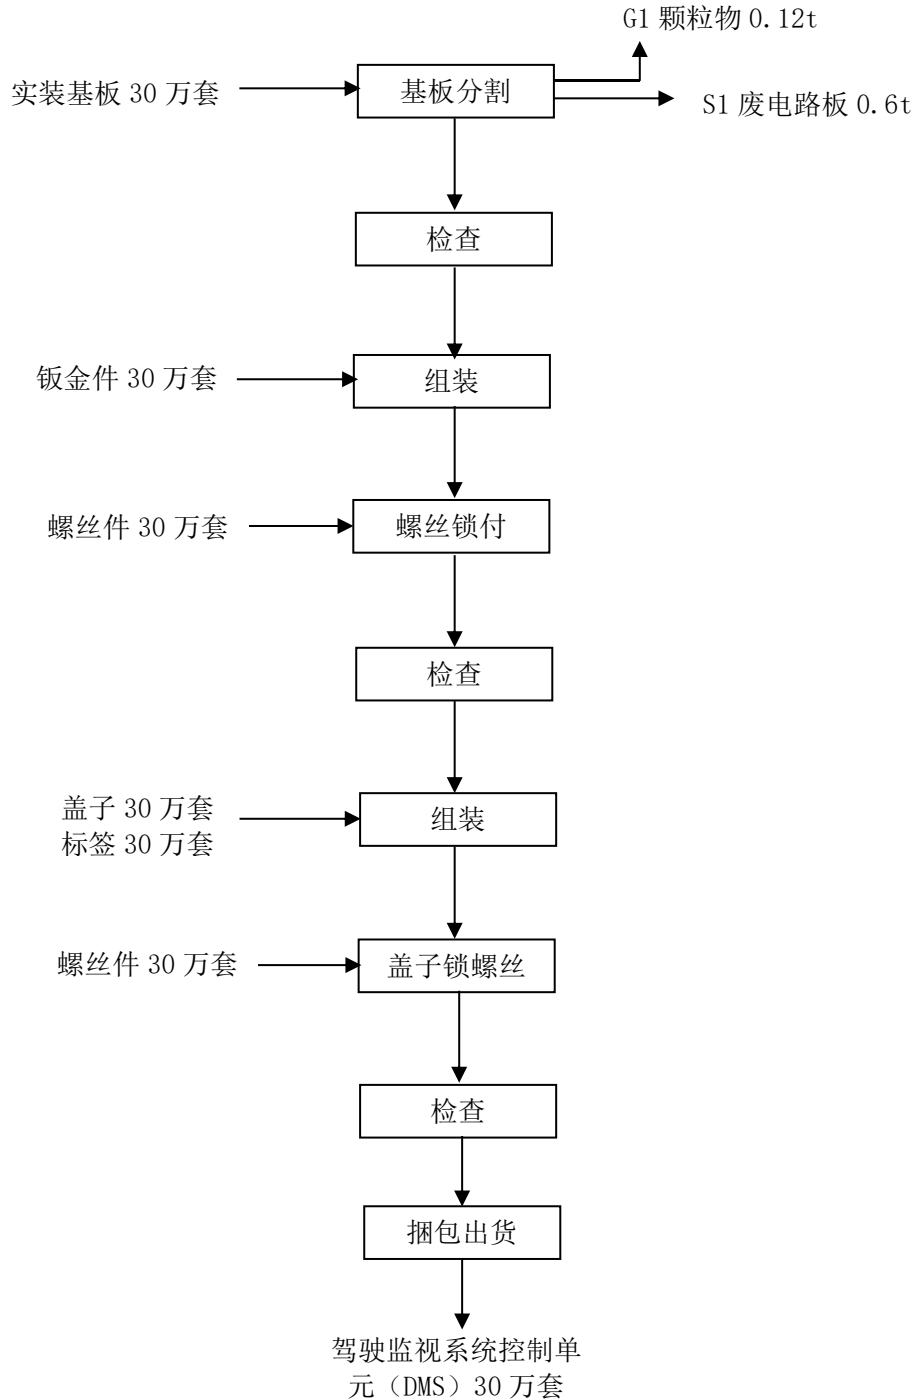 G1 颗粒物 0.12t
实装基板 30 万套
基板分割
S1 废电路板 0.6t
检查
钣金件 30 万套
组装
螺丝件 30 万套
螺丝锁付
检查
盖子 30 万套
标签 30 万套
组装
螺丝件 30 万套
盖子锁螺丝
检查
捆包出货
驾驶监视系统控制单
元（DMS）30 万套